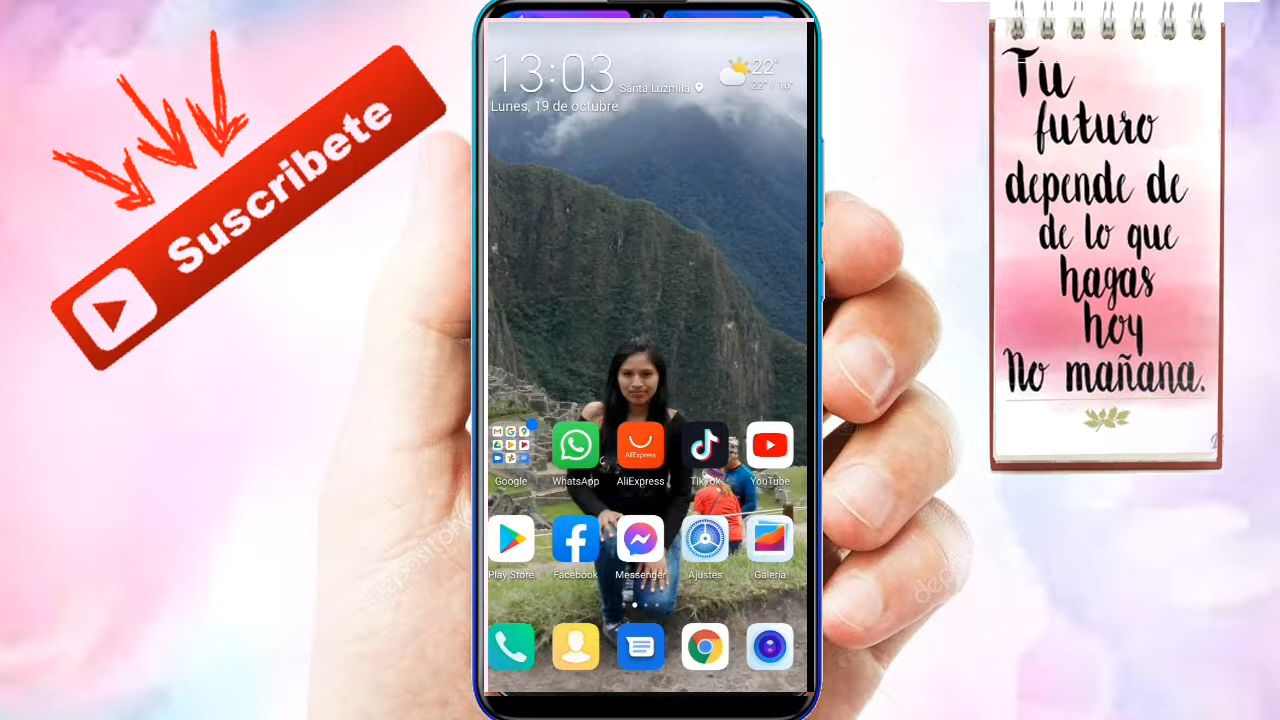 Suscribete
13:03
Santa Luzmila
22°
22° / 16°
Lunes, 19 de octubre
Google
WhatsApp
AliExpress
AliExpress
TikTok
YouTube
Play Store
Facebook
Messenger
Ajustes
Galería
Tu
futuro
depende de
de lo que
hagas
hoy
No mañana.